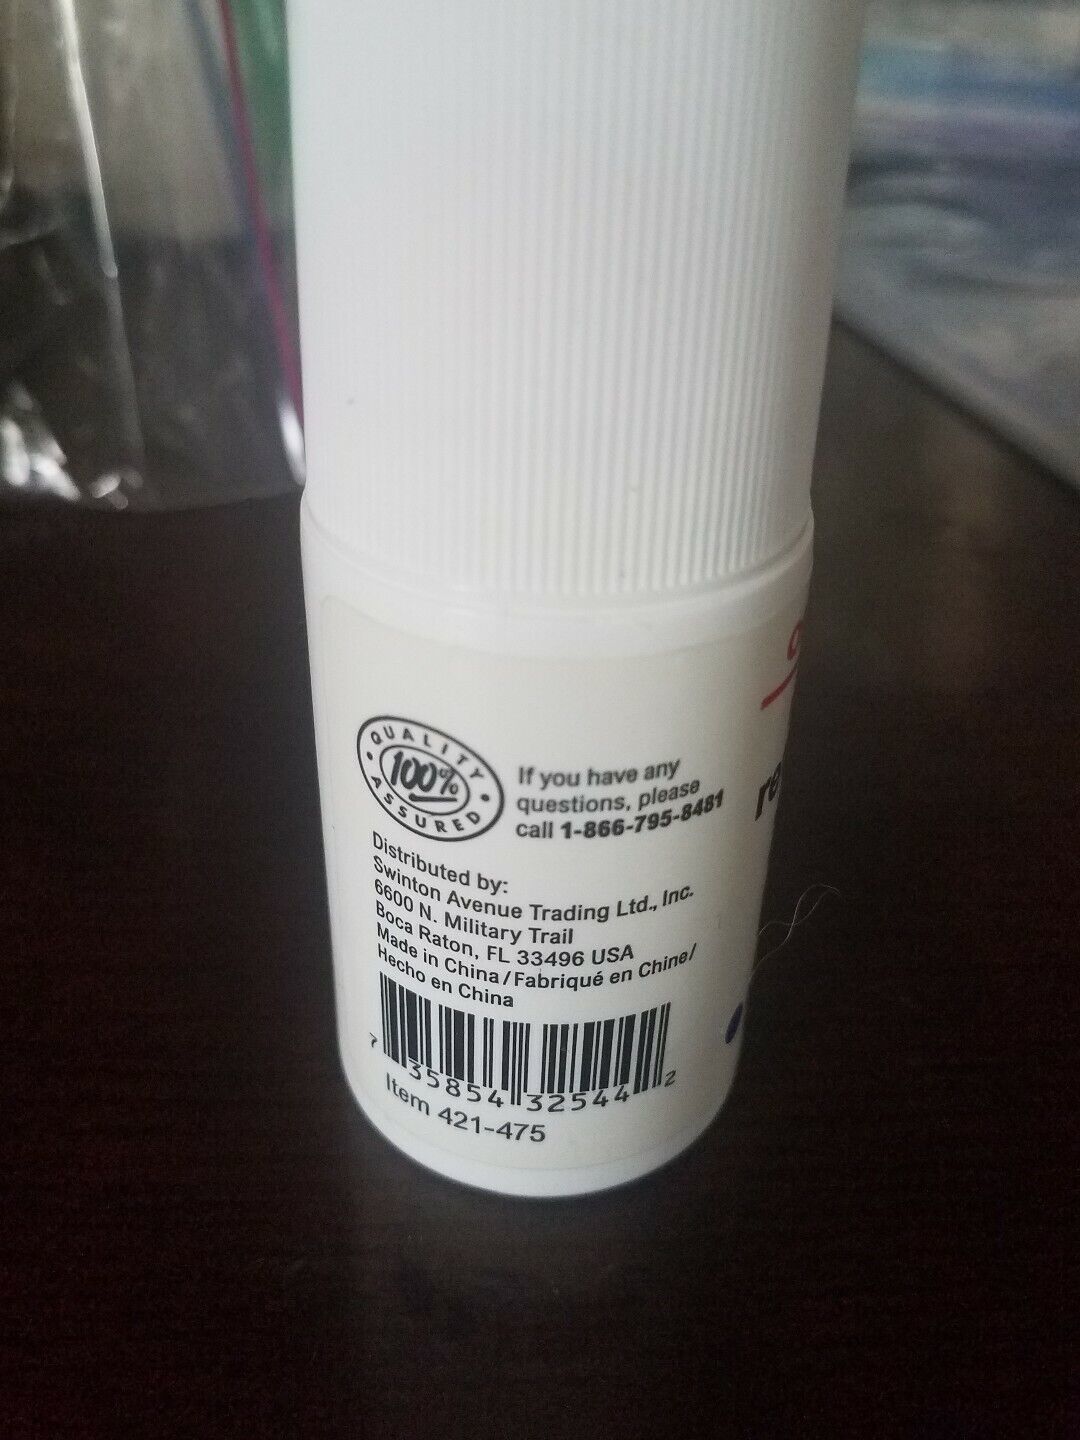 QUALITY
100%
ASSURED
If you have any
questions, please
call 1-866-795-8481
Distributed by:
Swinton Avenue Trading Ltd., Inc.
6600 N. Military Trail
Boca Raton, FL 33496 USA
Made in China/Fabriqué en Chine/
Hecho en China
7 35854 32544 2
Item 421-475